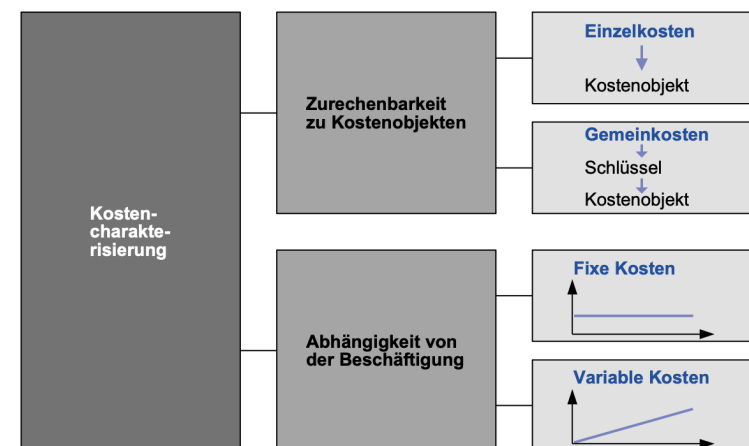 Kosten-
charakte-
risierung
Zurechenbarkeit
zu Kostenobjekten
Einzelkosten
Kostenobjekt
Gemeinkosten
Schlüssel
Kostenobjekt
Abhängigkeit von
der Beschäftigung
Fixe Kosten
Variable Kosten